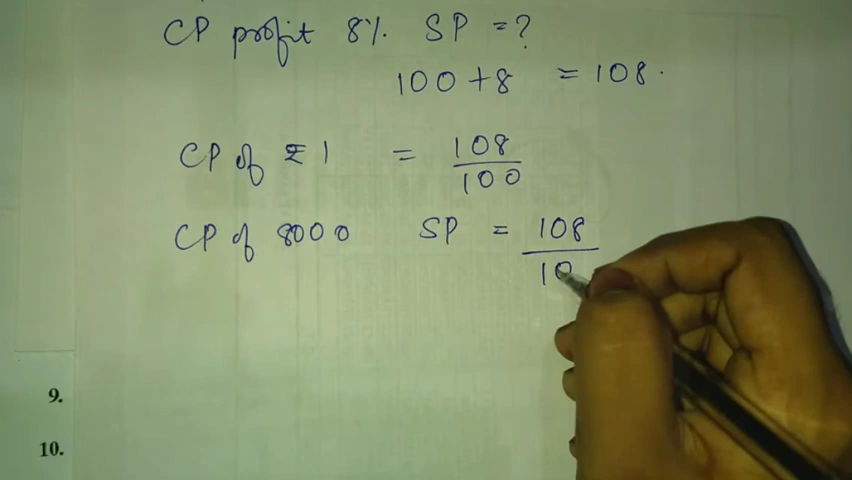 CP profit 8%. SP = ?
100 + 8 = 108.
CP of ₹ 1 = 108/100
CP of 8000 SP = 108/10
9.
10.